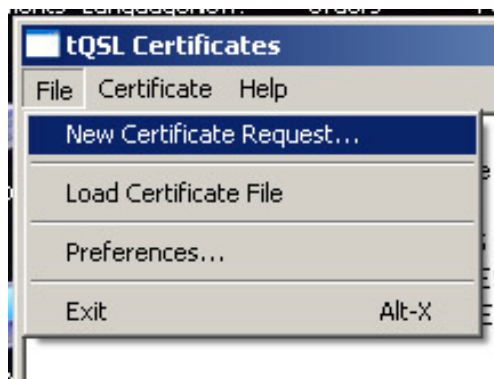 tQSL Certificates
File Certificate Help
New Certificate Request...
Load Certificate File
Preferences...
Exit Alt-X